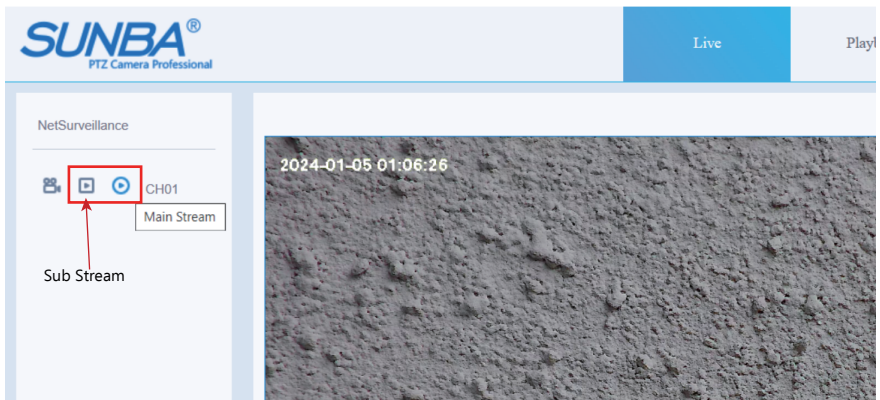 SUNBA®
PTZ Camera Professional
Live
Playb
NetSurveillance
2024-01-05 01:06:26
CH01
Main Stream
Sub Stream